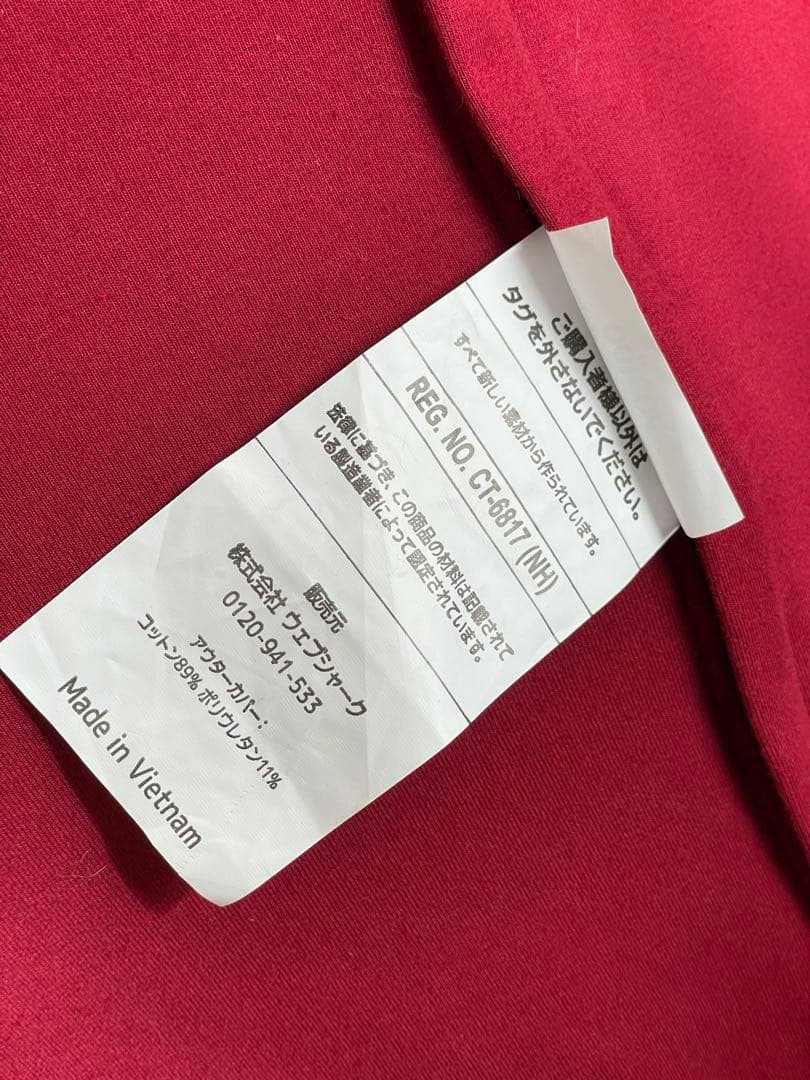 ご購入者様以外は
タグを外さないでください。
すべて新しい素材から作られています。
REG. NO. CT-6817 (NH)
法律に基づき、この商品の材料は記載されて
いる製造業者によって認定されています。
販売元
株式会社 ウェブシャーク
0120-941-533
アウターカバー:
コットン89% ポリウレタン11%
Made in Vietnam